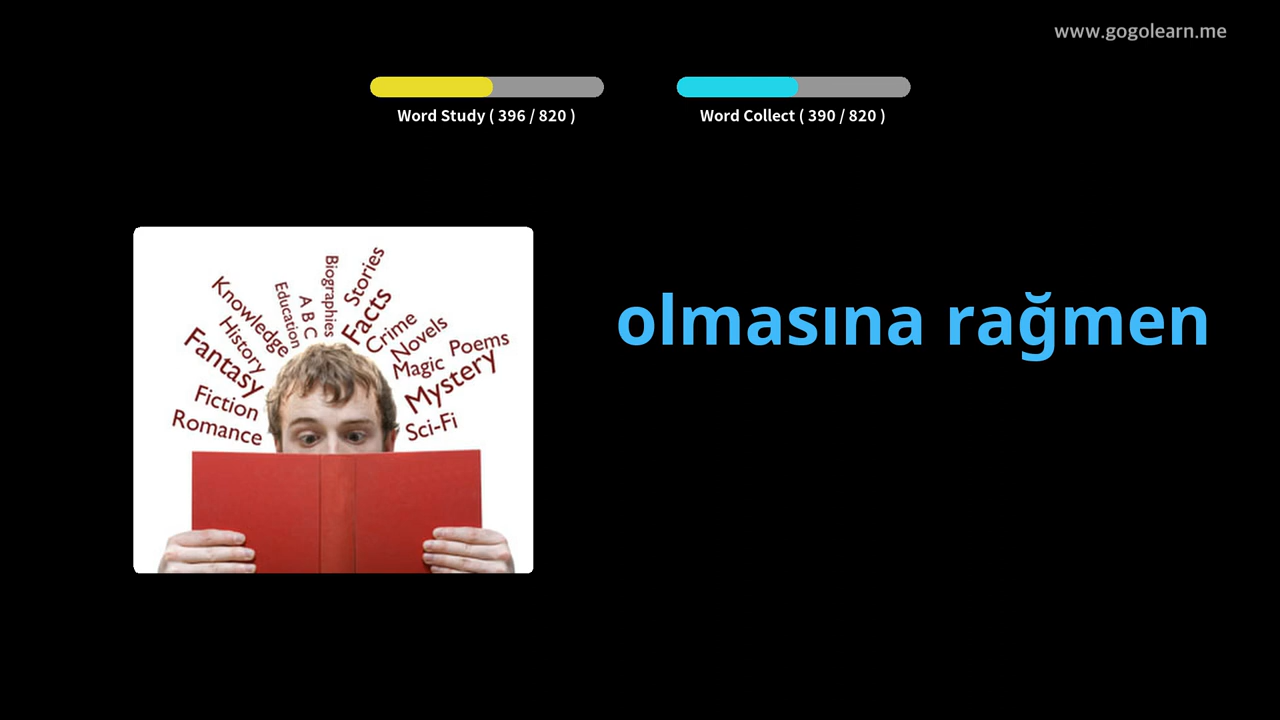 www.gogolearn.me
Word Study ( 396 / 820 )
Word Collect ( 390 / 820 )
olmasına rağmen
Knowledge
History
Fantasy
Fiction
Romance
Education
A B C
Biographies
Stories
Facts
Crime
Novels
Magic
Poems
Mystery
Sci-Fi